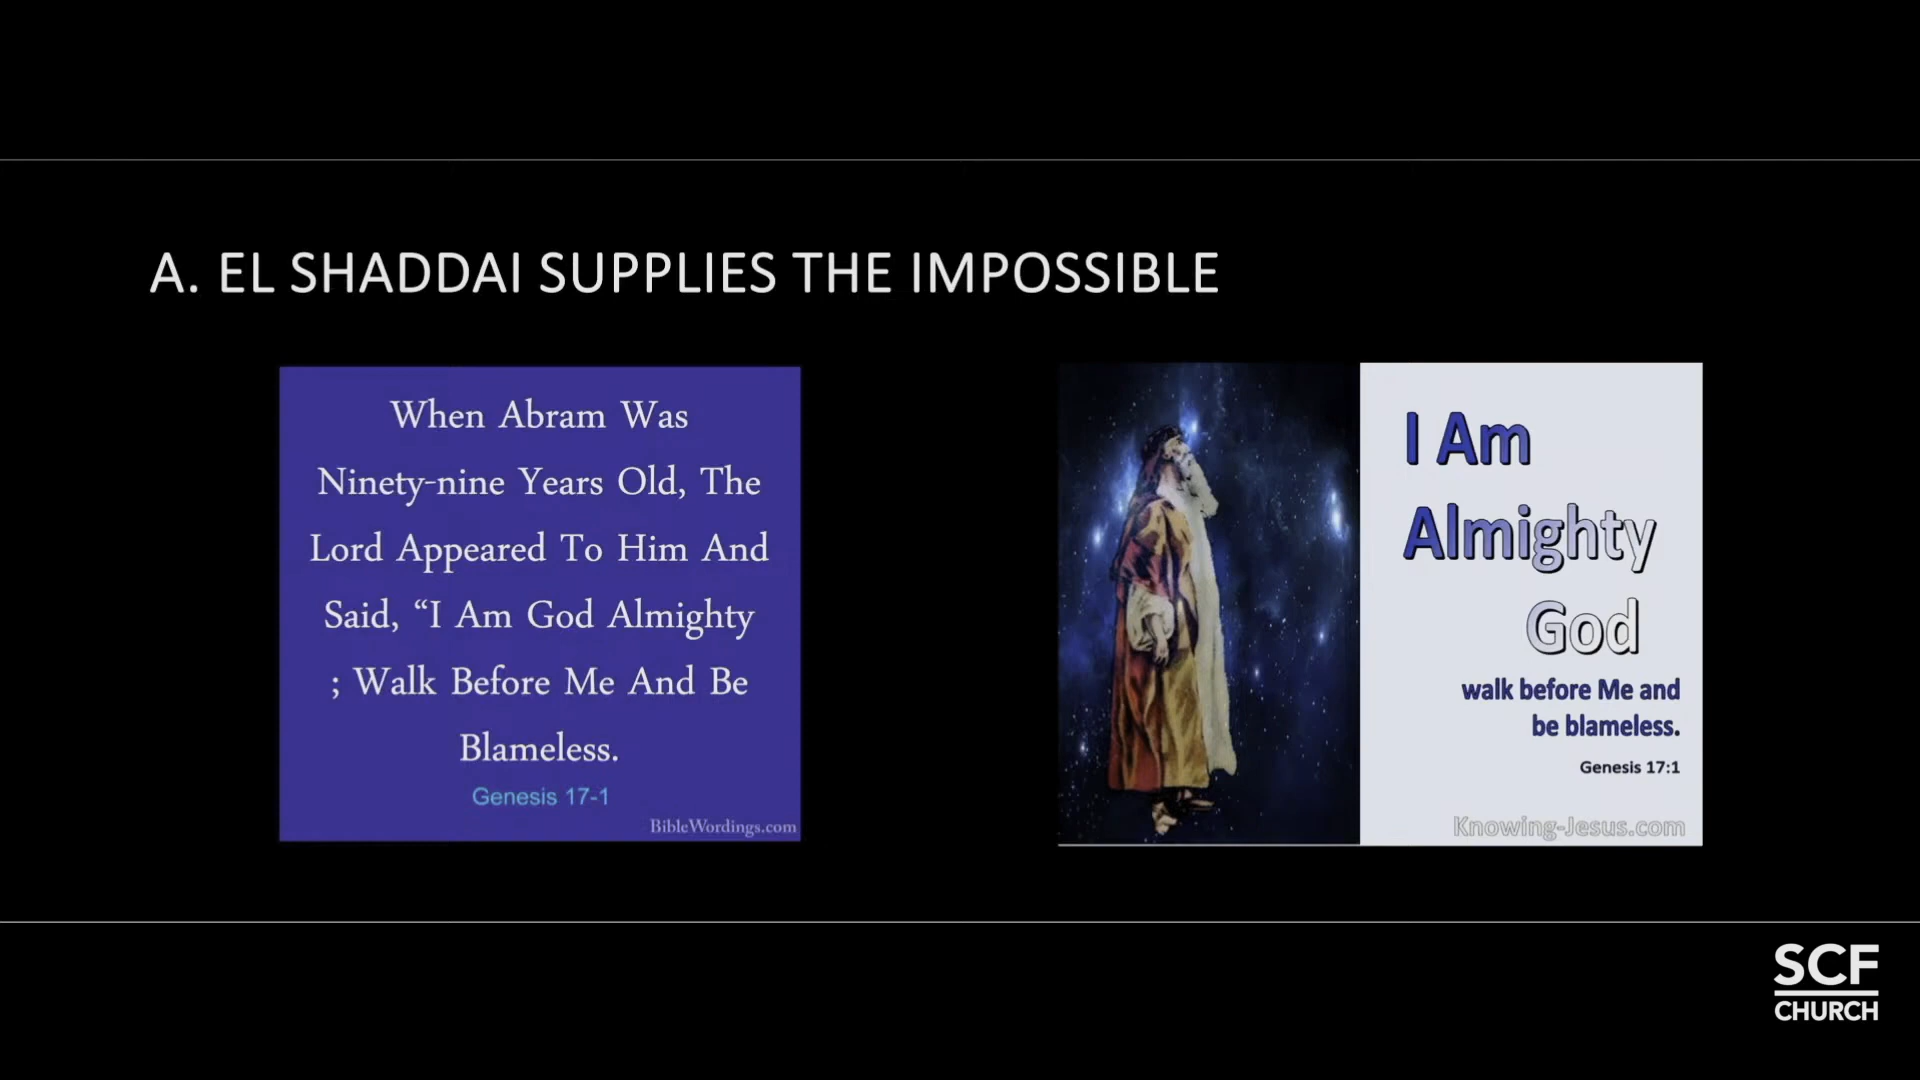 A. EL SHADDAI SUPPLIES THE IMPOSSIBLE
When Abram Was
Ninety-nine Years Old, The
Lord Appeared To Him And
Said, “I Am God Almighty
; Walk Before Me And Be
Blameless.
Genesis 17-1
BibleWordings.com
I Am
Almighty
God
walk before Me and
be blameless.
Genesis 17:1
Knowing-Jesus.com
SCF
CHURCH